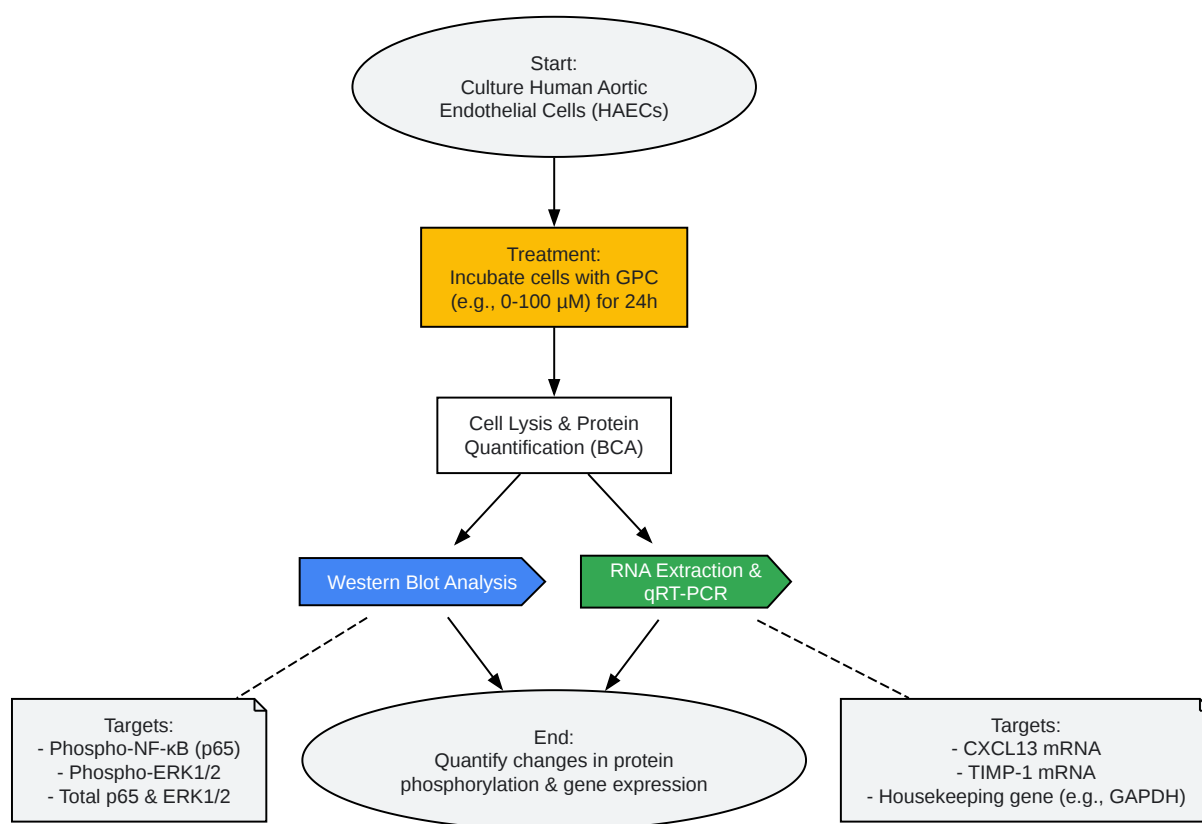 Start:
Culture Human Aortic
Endothelial Cells (HAECs)
Treatment:
Incubate cells with GPC
(e.g., 0-100 µM) for 24h
Cell Lysis & Protein
Quantification (BCA)
Western Blot Analysis
RNA Extraction &
qRT-PCR
Targets:
- Phospho-NF-κB (p65)
- Phospho-ERK1/2
- Total p65 & ERK1/2
End:
Quantify changes in protein
phosphorylation & gene expression
Targets:
- CXCL13 mRNA
- TIMP-1 mRNA
- Housekeeping gene (e.g., GAPDH)